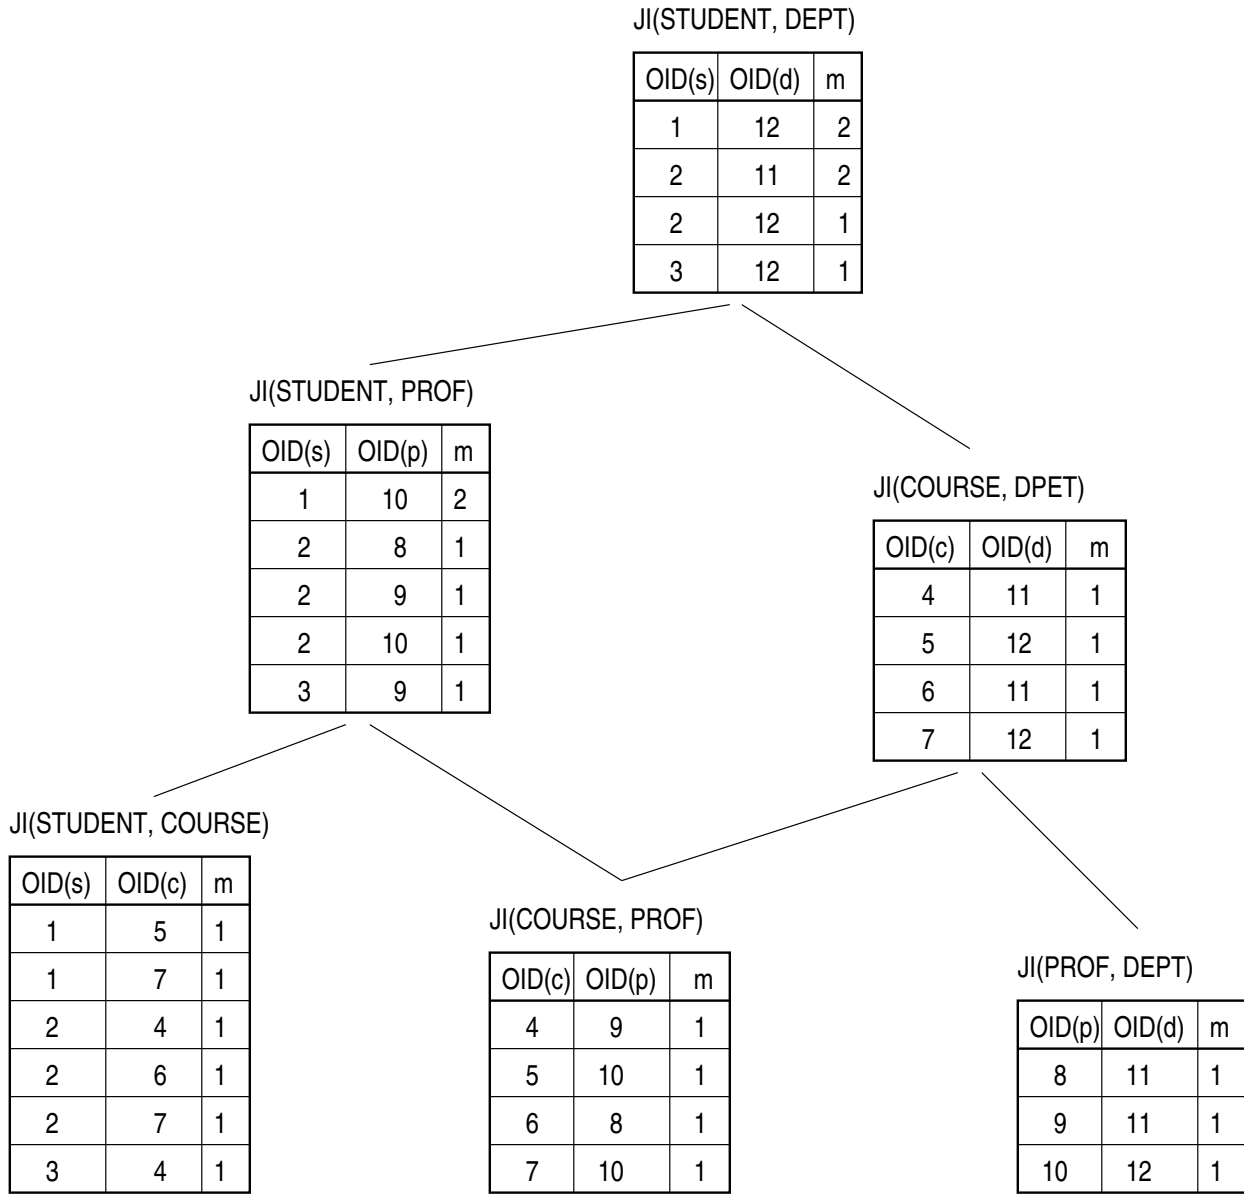 JI(STUDENT, DEPT)
OID(s) OID(d) m
1 12 2
2 11 2
2 12 1
3 12 1
JI(STUDENT, PROF)
OID(s) OID(p) m
1 10 2
2 8 1
2 9 1
2 10 1
3 9 1
JI(COURSE, DPET)
OID(c) OID(d) m
4 11 1
5 12 1
6 11 1
7 12 1
JI(STUDENT, COURSE)
OID(s) OID(c) m
1 5 1
1 7 1
2 4 1
2 6 1
2 7 1
3 4 1
JI(COURSE, PROF)
OID(c) OID(p) m
4 9 1
5 10 1
6 8 1
7 10 1
JI(PROF, DEPT)
OID(p) OID(d) m
8 11 1
9 11 1
10 12 1